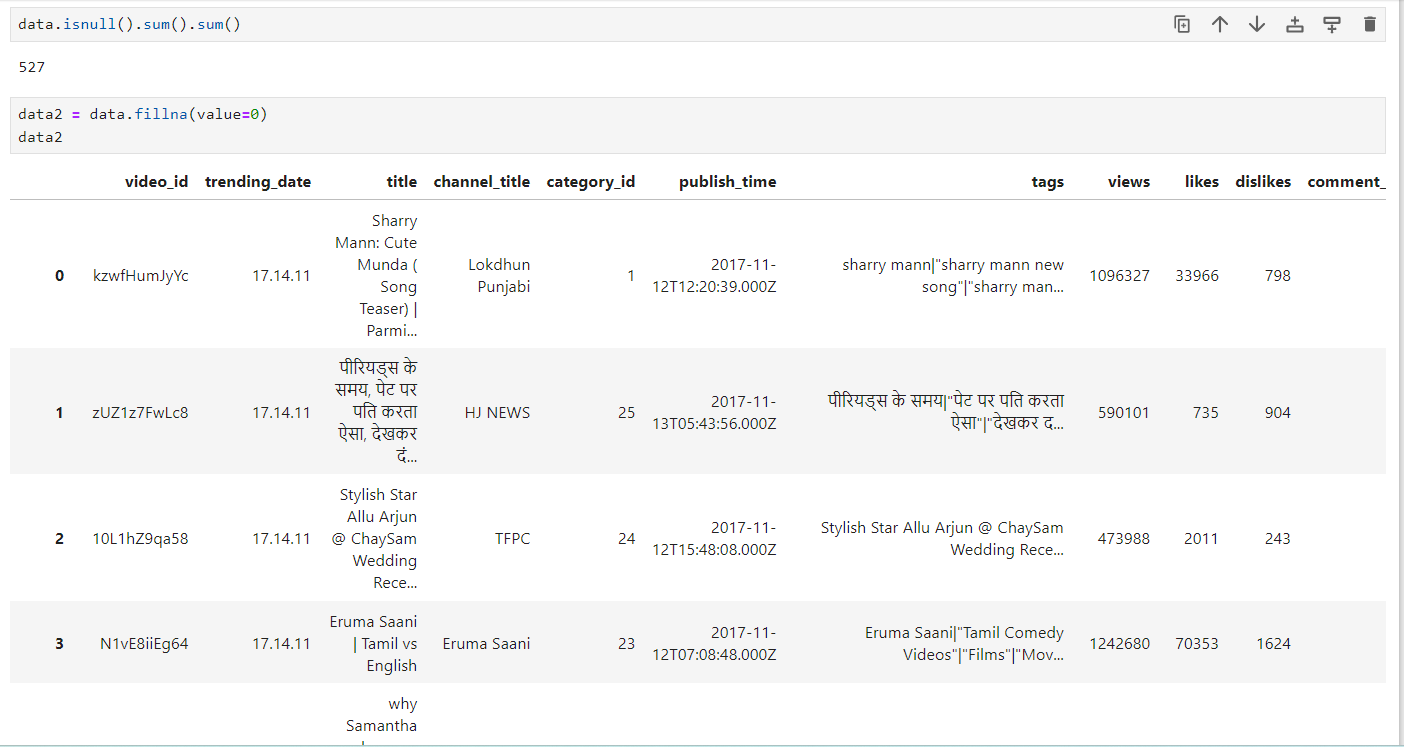 data.isnull().sum().sum()
527
data2 = data.fillna(value=0)
data2
video_id trending_date title channel_title category_id publish_time tags views likes dislikes comment_
0 kzwfHumJyYc 17.14.11 Sharry
Mann: Cute
Munda (
Song
Teaser) |
Parmi... Lokdhun
Punjabi 1 2017-11-
12T12:20:39.000Z sharry mann|"sharry mann new
song"|"sharry man... 1096327 33966 798
1 zUZ1z7FwLc8 17.14.11 पीरियड्स के
समय, पेट पर
पति करता
ऐसा, देखकर
दं... HJ NEWS 25 2017-11-
13T05:43:56.000Z पीरियड्स के समय|"पेट पर पति करता
ऐसा"|"देखकर द... 590101 735 904
2 10L1hZ9qa58 17.14.11 Stylish Star
Allu Arjun
@ ChaySam
Wedding
Rece... TFPC 24 2017-11-
12T15:48:08.000Z Stylish Star Allu Arjun @ ChaySam
Wedding Rece... 473988 2011 243
3 N1vE8iiEg64 17.14.11 Eruma Saani
| Tamil vs
English Eruma Saani 23 2017-11-
12T07:08:48.000Z Eruma Saani|"Tamil Comedy
Videos"|"Films"|"Mov... 1242680 70353 1624
why
Samantha